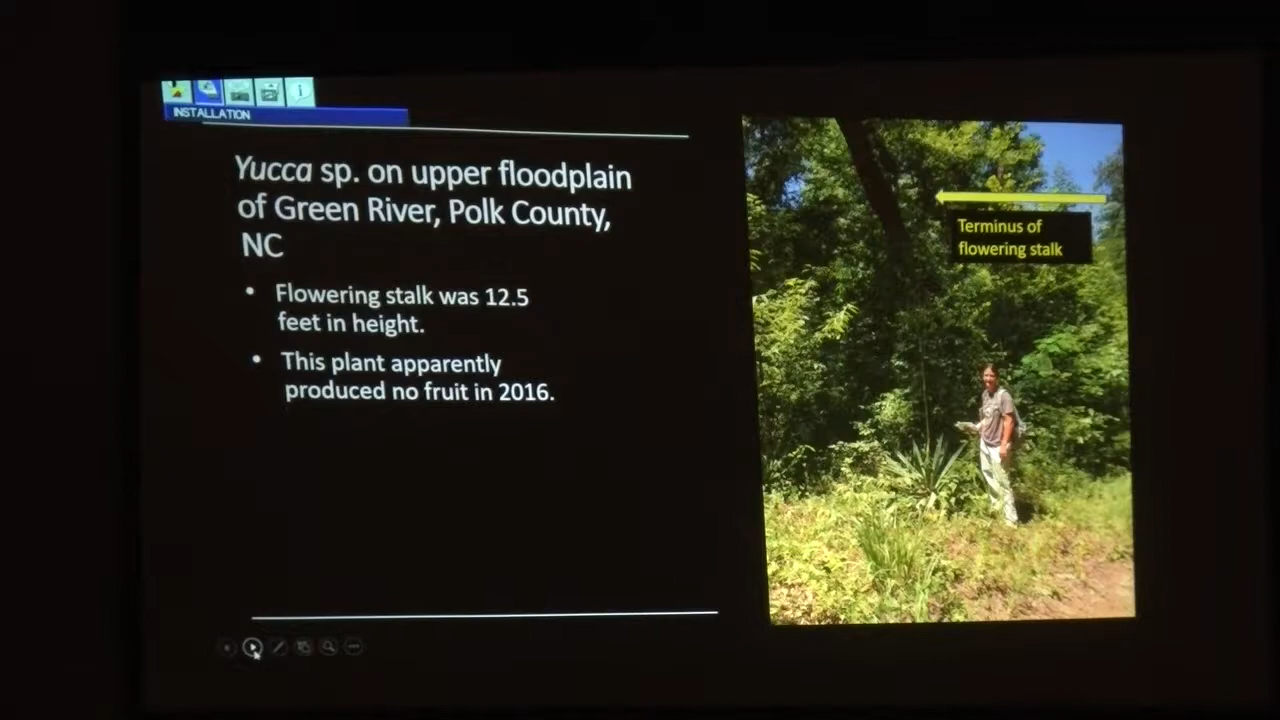 INSTALLATION
Yucca sp. on upper floodplain
of Green River, Polk County,
NC
• Flowering stalk was 12.5
feet in height.
• This plant apparently
produced no fruit in 2016.
Terminus of
flowering stalk